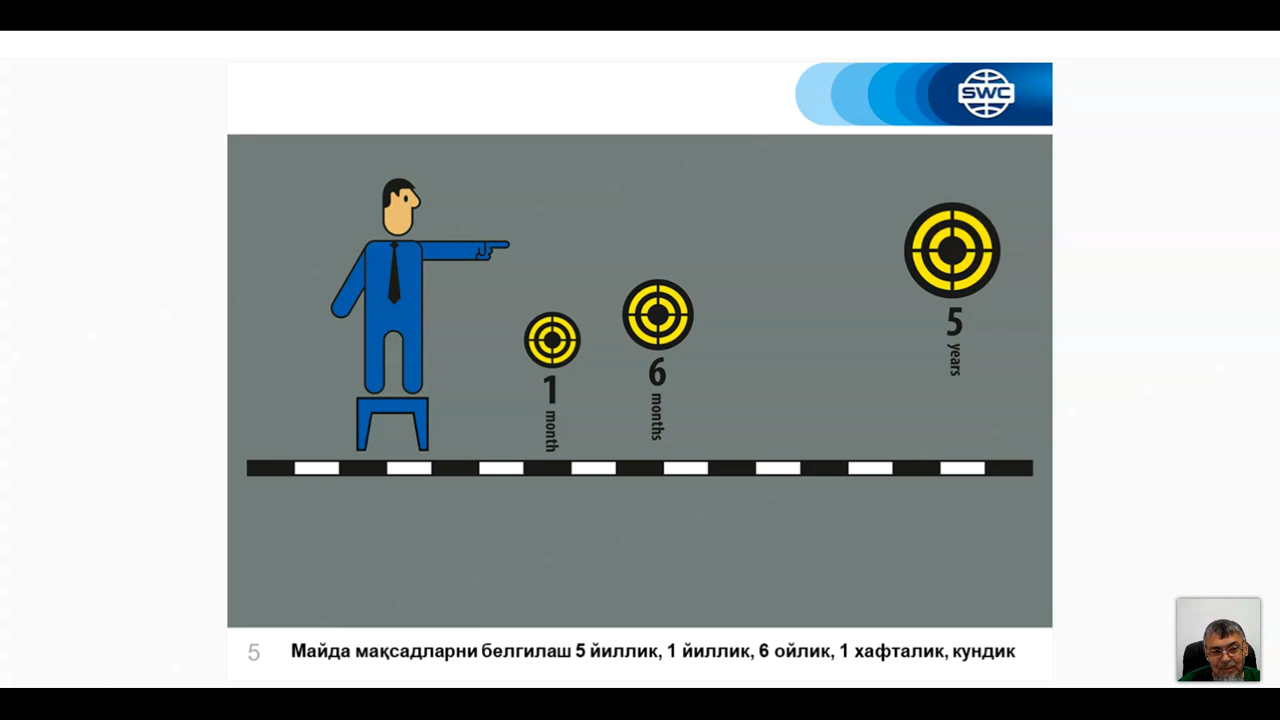 SWC
1
month
6
months
5
years
5
Майда мақсадларни белгилаш 5 йиллик, 1 йиллик, 6 ойлик, 1 хафталик, кундик